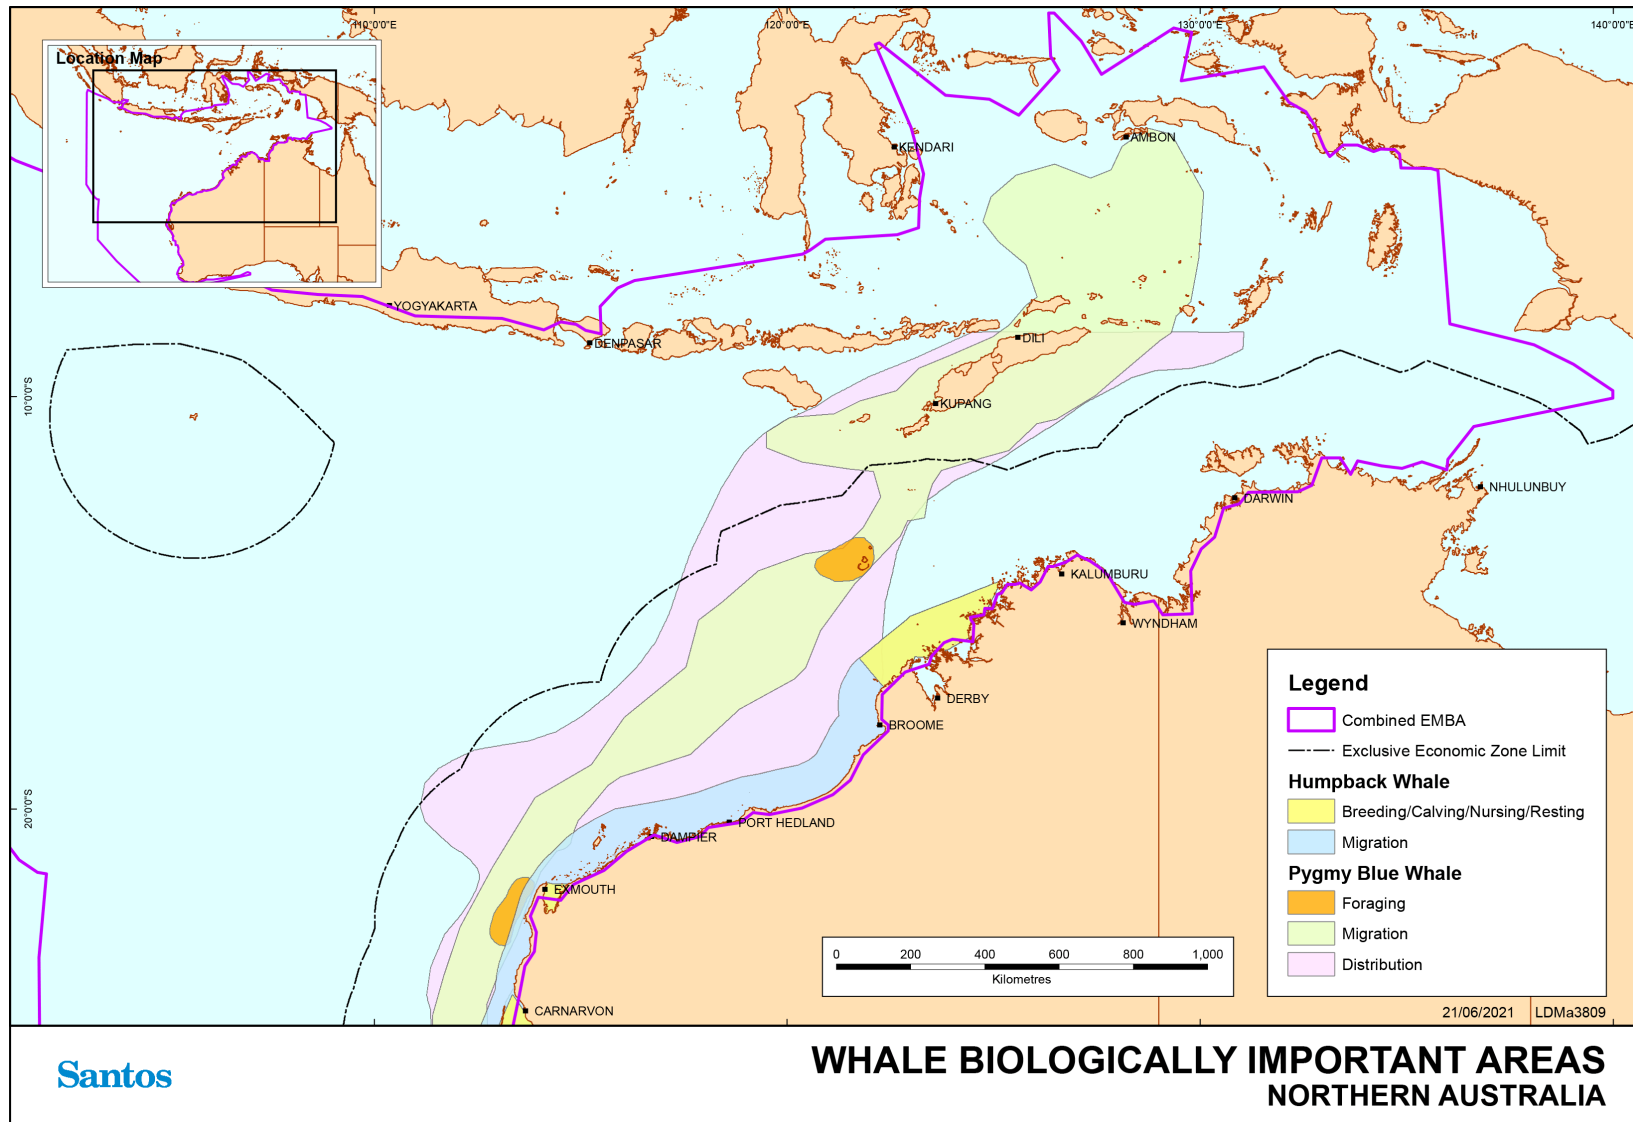 110°0'0"E
120°0'0"E
130°0'0"E
140°0'0"E
Location Map
KENDARI
AMBON
YOGYAKARTA
DENPASAR
DILI
10°0'0"S
KUPANG
NHULUNBUY
DARWIN
KALUMBURU
WYNDHAM
DERBY
BROOME
20°0'0"S
PORT HEDLAND
DAMPIER
EXMOUTH
CARNARVON
Legend
Combined EMBA
Exclusive Economic Zone Limit
Humpback Whale
Breeding/Calving/Nursing/Resting
Migration
Pygmy Blue Whale
Foraging
Migration
Distribution
0 200 400 600 800 1,000
Kilometres
21/06/2021 LDMa3809
Santos
WHALE BIOLOGICALLY IMPORTANT AREAS
NORTHERN AUSTRALIA